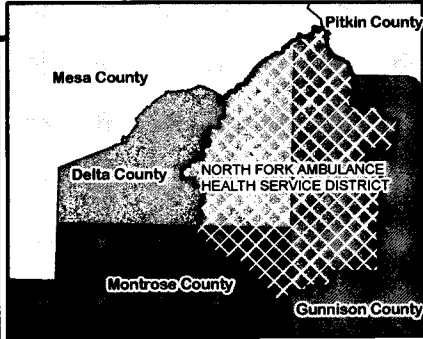 Pitkin County
Mesa County
Delta County
NORTH FORK AMBULANCE
HEALTH SERVICE DISTRICT
Montrose County
Gunnison County